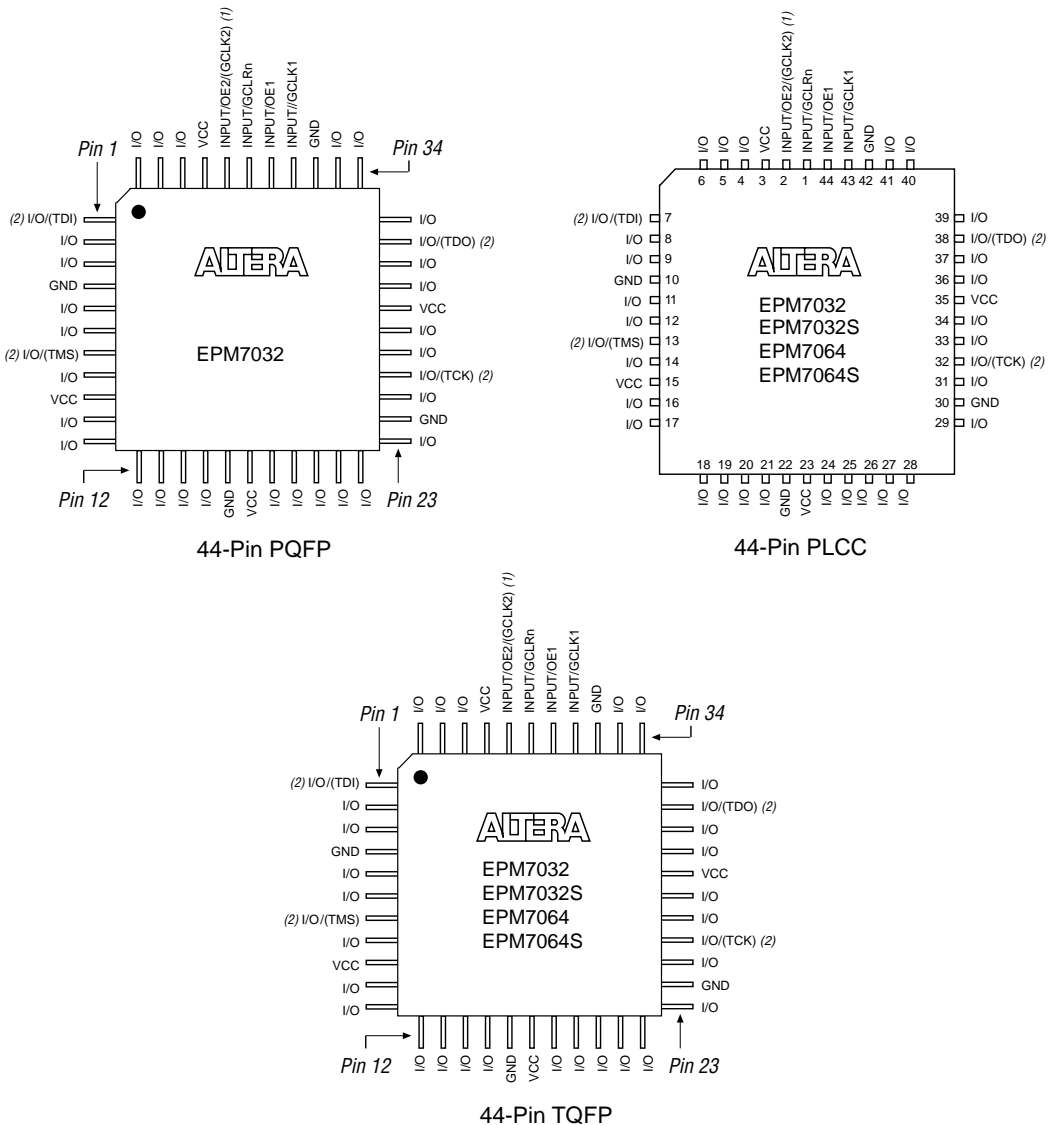 I/O
I/O
I/O
VCC
INPUT/OE2/(GCLK2) (1)
INPUT/GCLRn
INPUT/OE1
INPUT//GCLK1
GND
I/O
I/O
Pin 1
Pin 34
(2) I/O/(TDI)
I/O
I/O
GND
I/O
I/O
(2) I/O/(TMS)
I/O
VCC
I/O
I/O
ALTERA
EPM7032
I/O
I/O/(TDO) (2)
I/O
I/O
VCC
I/O
I/O
I/O/(TCK) (2)
I/O
GND
I/O
Pin 12
Pin 23
I/O
I/O
I/O
I/O
GND
VCC
I/O
I/O
I/O
I/O
I/O
44-Pin PQFP
I/O
I/O
I/O
VCC
INPUT/OE2/(GCLK2) (1)
INPUT/GCLRn
INPUT/OE1
INPUT/GCLK1
GND
I/O
I/O
6 5 4 3 2 1 44 43 42 41 40
(2) I/O/(TDI) 7
I/O 8
I/O 9
GND 10
I/O 11
I/O 12
(2) I/O/(TMS) 13
I/O 14
VCC 15
I/O 16
I/O 17
ALTERA
EPM7032
EPM7032S
EPM7064
EPM7064S
39 I/O
38 I/O/(TDO) (2)
37 I/O
36 I/O
35 VCC
34 I/O
33 I/O
32 I/O/(TCK) (2)
31 I/O
30 GND
29 I/O
18 19 20 21 22 23 24 25 26 27 28
I/O
I/O
I/O
I/O
GND
VCC
I/O
I/O
I/O
I/O
I/O
44-Pin PLCC
I/O
I/O
I/O
VCC
INPUT/OE2/(GCLK2) (1)
INPUT/GCLRn
INPUT/OE1
INPUT/GCLK1
GND
I/O
I/O
Pin 1
Pin 34
(2) I/O/(TDI)
I/O
I/O
GND
I/O
I/O
(2) I/O/(TMS)
I/O
VCC
I/O
I/O
ALTERA
EPM7032
EPM7032S
EPM7064
EPM7064S
I/O
I/O/(TDO) (2)
I/O
I/O
VCC
I/O
I/O
I/O/(TCK) (2)
I/O
GND
I/O
Pin 12
Pin 23
I/O
I/O
I/O
I/O
GND
VCC
I/O
I/O
I/O
I/O
I/O
44-Pin TQFP